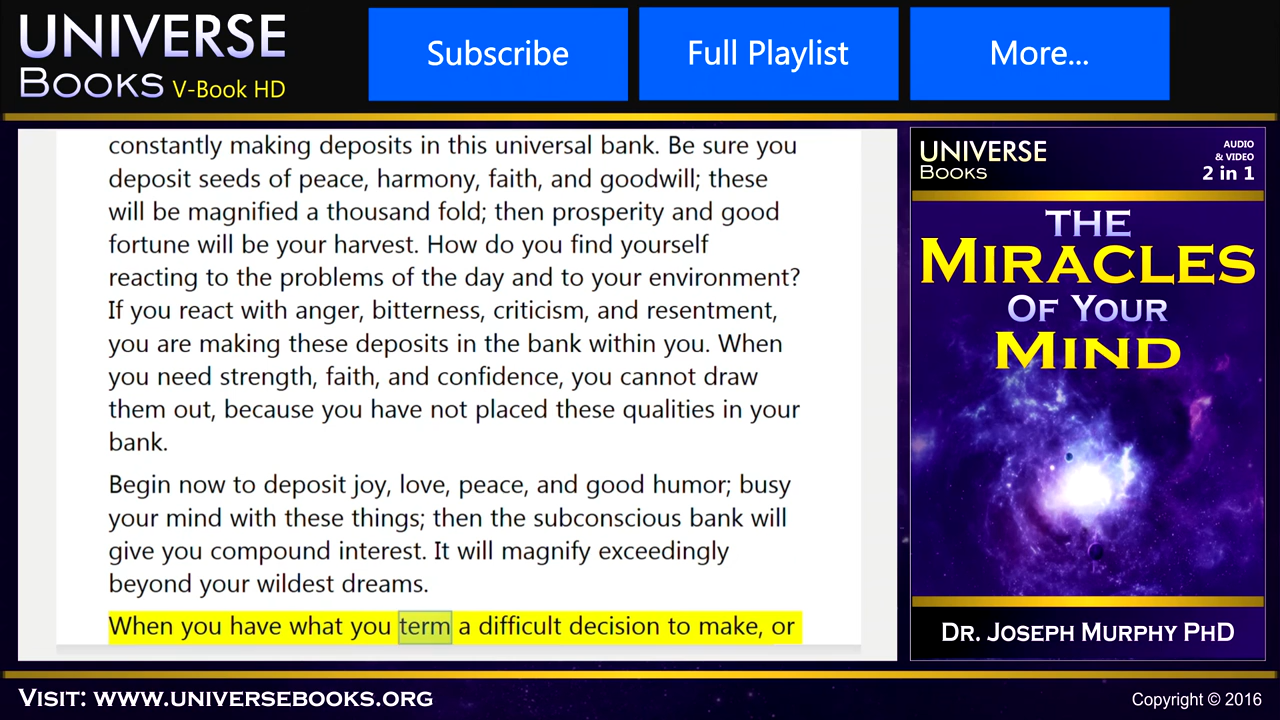 UNIVERSE
BOOKS V-Book HD
Subscribe
Full Playlist
More...
constantly making deposits in this universal bank. Be sure you
deposit seeds of peace, harmony, faith, and goodwill; these
will be magnified a thousand fold; then prosperity and good
fortune will be your harvest. How do you find yourself
reacting to the problems of the day and to your environment?
If you react with anger, bitterness, criticism, and resentment,
you are making these deposits in the bank within you. When
you need strength, faith, and confidence, you cannot draw
them out, because you have not placed these qualities in your
bank.
Begin now to deposit joy, love, peace, and good humor; busy
your mind with these things; then the subconscious bank will
give you compound interest. It will magnify exceedingly
beyond your wildest dreams.
When you have what you term a difficult decision to make, or
UNIVERSE
BOOKS
AUDIO
& VIDEO
2 in 1
THE
MIRACLES
OF YOUR
MIND
DR. JOSEPH MURPHY PHD
VISIT: WWW.UNIVERSEBOOKS.ORG
Copyright © 2016